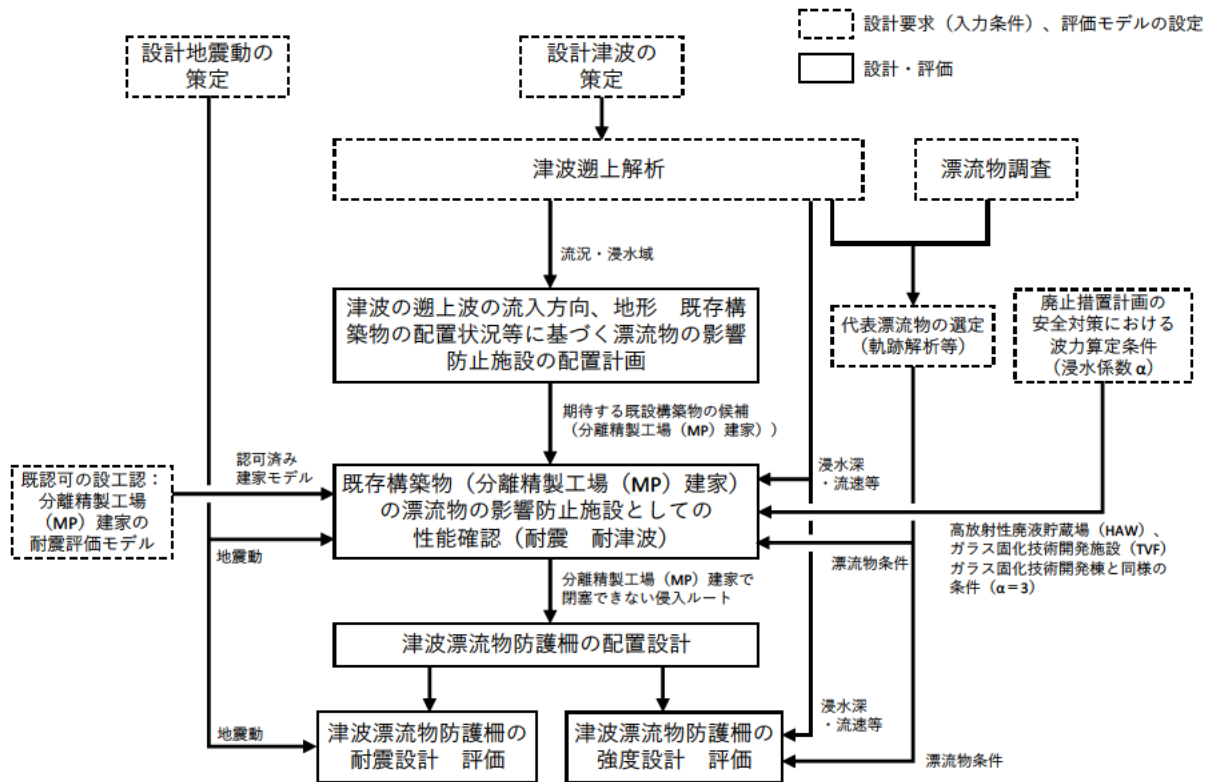 設計要求（入力条件）、評価モデルの設定
設計・評価
設計地震動の
策定
設計津波の
策定
津波遡上解析
漂流物調査
流況・浸水域
津波の遡上波の流入方向、地形　既存構
築物の配置状況等に基づく漂流物の影響
防止施設の配置計画
代表漂流物の選定
（軌跡解析等）
廃止措置計画の
安全対策における
波力算定条件
（浸水係数 α）
期待する既設構築物の候補
（分離精製工場（MP）建家））
既認可の設工認：
分離精製工場
（MP）建家の
耐震評価モデル
認可済み
建家モデル
既存構築物（分離精製工場（MP）建家）
の漂流物の影響防止施設としての
性能確認（耐震　耐津波）
浸水深
・流速等
地震動
漂流物条件
高放射性廃液貯蔵場（HAW）、
ガラス固化技術開発施設（TVF）
ガラス固化技術開発棟と同様の
条件（α＝3）
分離精製工場（MP）建家で
閉塞できない侵入ルート
津波漂流物防護柵の配置設計
地震動
津波漂流物防護柵の
耐震設計　評価
津波漂流物防護柵の
強度設計　評価
浸水深
・流速等
漂流物条件